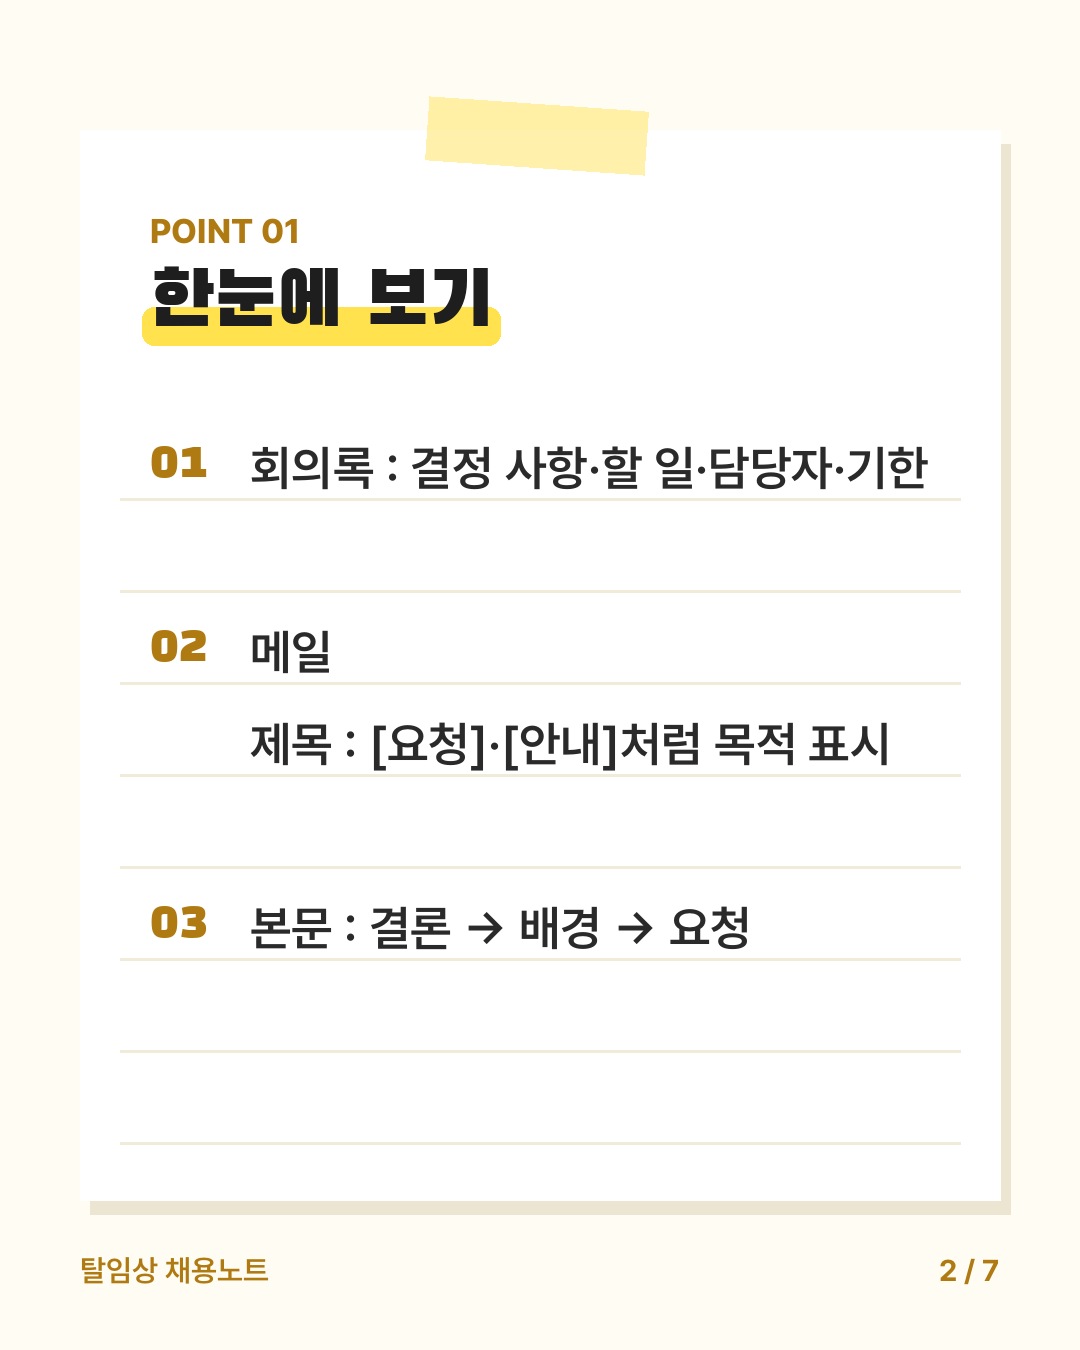 POINT 01
한눈에 보기
01 회의록 : 결정 사항·할 일·담당자·기한
02 메일
제목 : [요청]·[안내]처럼 목적 표시
03 본문 : 결론 → 배경 → 요청
탈임상 채용노트
2 / 7